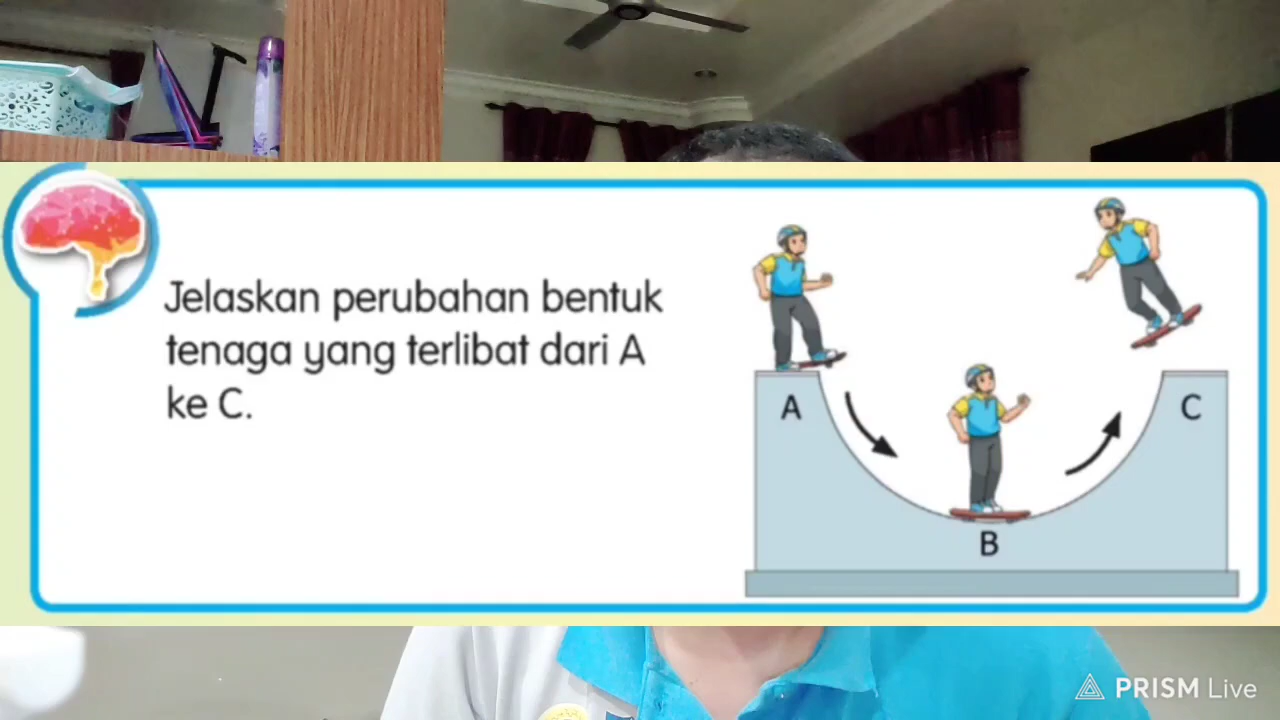 Jelaskan perubahan bentuk
tenaga yang terlibat dari A
ke C.
A
B
C
PRISM Live